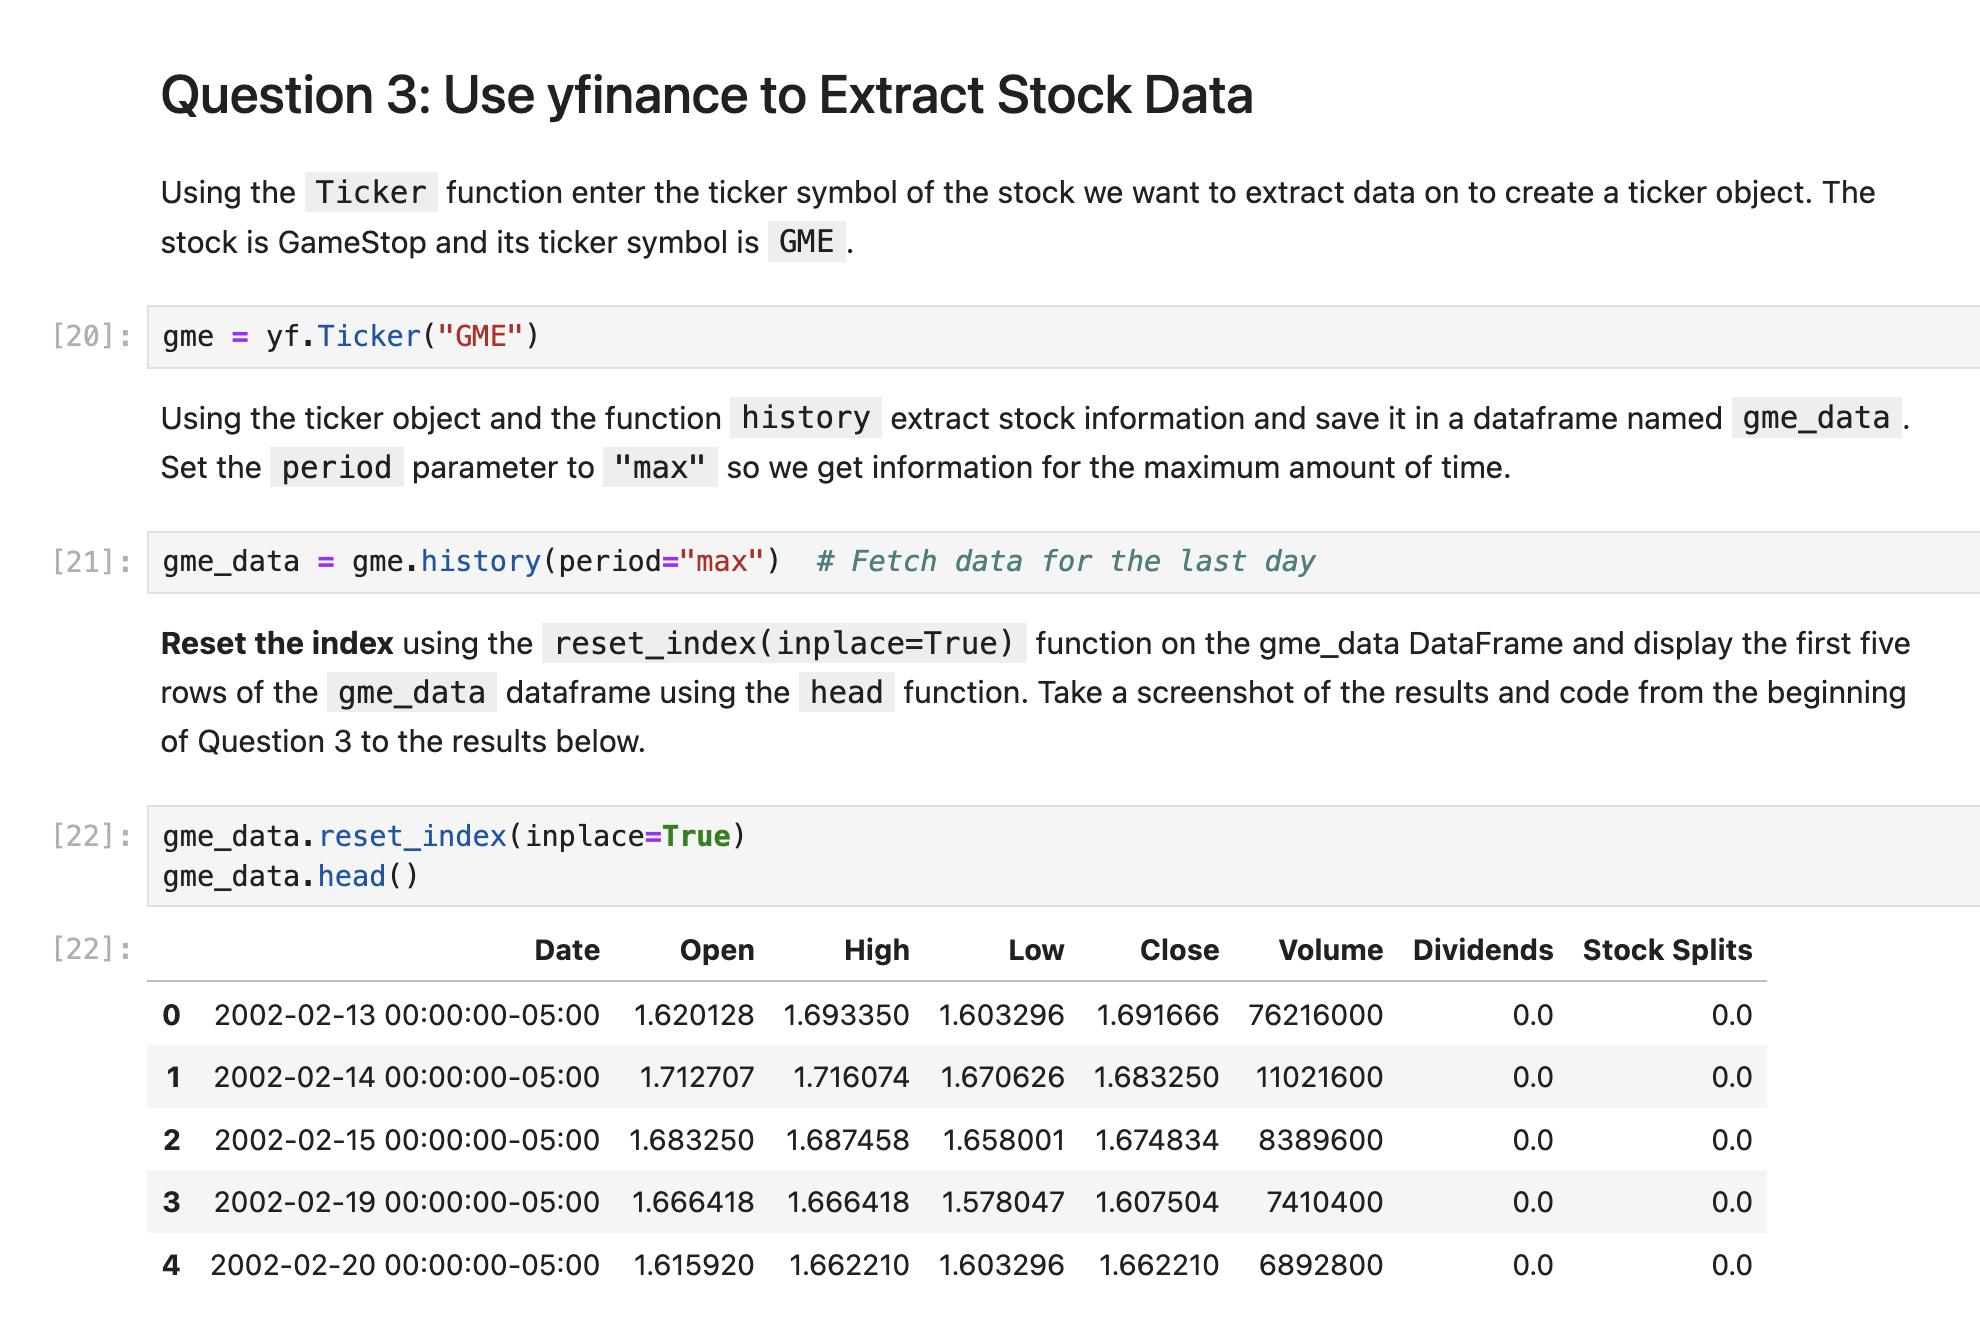 Question 3: Use yfinance to Extract Stock Data
Using the Ticker function enter the ticker symbol of the stock we want to extract data on to create a ticker object. The
stock is GameStop and its ticker symbol is GME .
[20]: gme = yf.Ticker("GME")
Using the ticker object and the function history extract stock information and save it in a dataframe named gme_data .
Set the period parameter to "max" so we get information for the maximum amount of time.
[21]: gme_data = gme.history(period="max")  # Fetch data for the last day
Reset the index using the reset_index(inplace=True) function on the gme_data DataFrame and display the first five
rows of the gme_data dataframe using the head function. Take a screenshot of the results and code from the beginning
of Question 3 to the results below.
[22]: gme_data.reset_index(inplace=True)
gme_data.head()
[22]: Date Open High Low Close Volume Dividends Stock Splits
0 2002-02-13 00:00:00-05:00 1.620128 1.693350 1.603296 1.691666 76216000 0.0 0.0
1 2002-02-14 00:00:00-05:00 1.712707 1.716074 1.670626 1.683250 11021600 0.0 0.0
2 2002-02-15 00:00:00-05:00 1.683250 1.687458 1.658001 1.674834 8389600 0.0 0.0
3 2002-02-19 00:00:00-05:00 1.666418 1.666418 1.578047 1.607504 7410400 0.0 0.0
4 2002-02-20 00:00:00-05:00 1.615920 1.662210 1.603296 1.662210 6892800 0.0 0.0